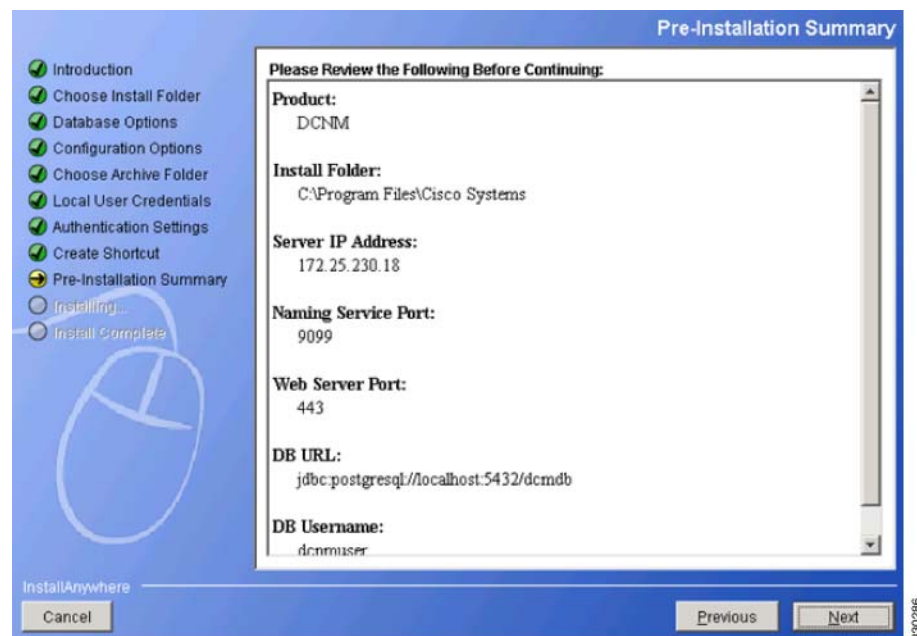 Pre-Installation Summary
Introduction
Choose Install Folder
Database Options
Configuration Options
Choose Archive Folder
Local User Credentials
Authentication Settings
Create Shortcut
Pre-Installation Summary
Installing...
Install Complete
Please Review the Following Before Continuing:
Product:
DCNM
Install Folder:
C:\Program Files\Cisco Systems
Server IP Address:
172.25.230.18
Naming Service Port:
9099
Web Server Port:
443
DB URL:
jdbc:postgresql://localhost:5432/dcmdb
DB Username:
dcnmuser
InstallAnywhere
Cancel
Previous
Next